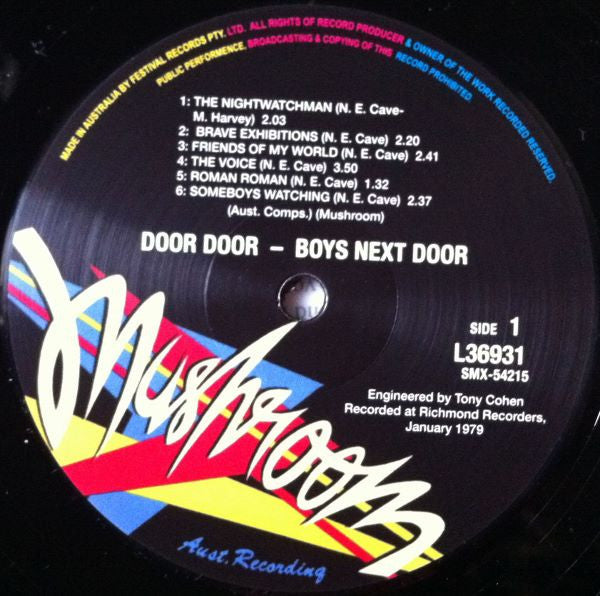 MADE IN AUSTRALIA BY FESTIVAL RECORDS PTY. LTD. ALL RIGHTS OF RECORD PRODUCER & OWNER OF THE WORK RECORDED RESERVED.
PUBLIC PERFORMENCE, BROADCASTING & COPYING OF THIS RECORD PROHIBITED
1: THE NIGHTWATCHMAN (N. E. Cave-
M. Harvey) 2.03
2: BRAVE EXHIBITIONS (N. E. Cave) 2.20
3: FRIENDS OF MY WORLD (N. E. Cave) 2.41
4: THE VOICE (N. E. Cave) 3.50
5: ROMAN ROMAN (N. E. Cave) 1.32
6: SOMEBOYS WATCHING (N. E. Cave) 2.37
(Aust. Comps.) (Mushroom)
DOOR DOOR – BOYS NEXT DOOR
SIDE 1
L36931
SMX-54215
Engineered by Tony Cohen
Recorded at Richmond Recorders,
January 1979
Mushroom
Aust. Recording